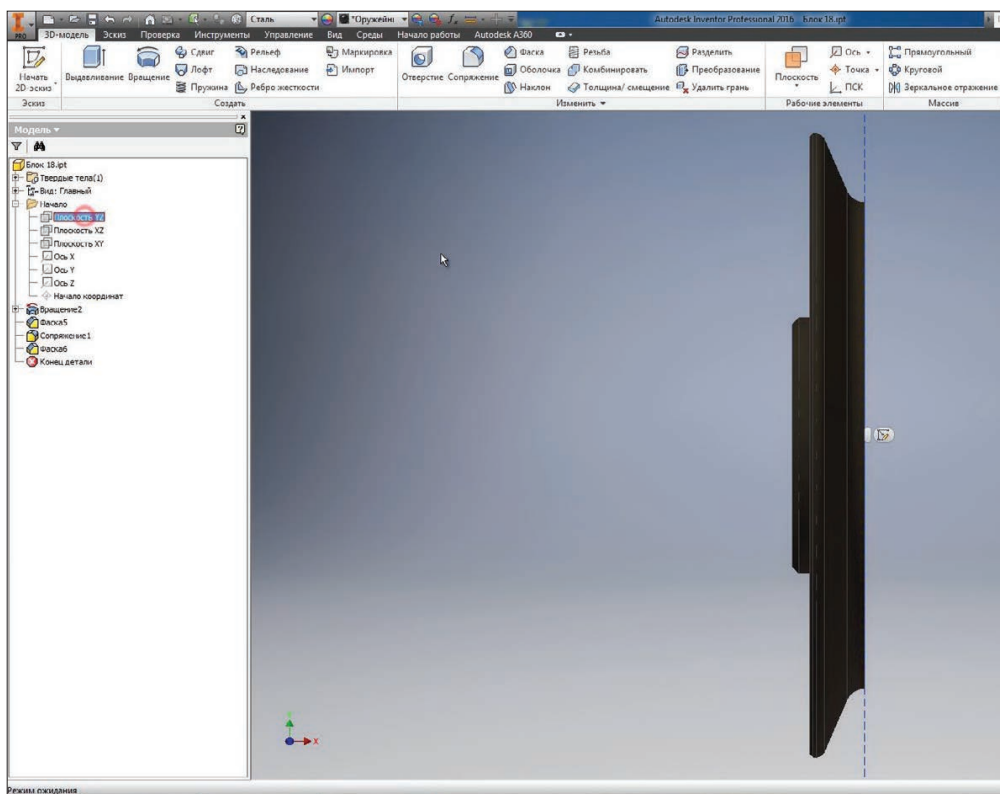 Сталь "Оружейн Autodesk Inventor Professional 2016 Блок 18.ipt
PRO 3D-модель Эскиз Проверка Инструменты Управление Вид Среды Начало работы Autodesk A360
Начать 2D-эскиз
Выдавливание Вращение
Сдвиг Рельеф Маркировка
Лофт Наследование Импорт
Пружина Ребро жесткости
Отверстие Сопряжение
Фаска Резьба Разделить
Оболочка Комбинировать Преобразование
Наклон Толщина/ смещение Удалить грань
Плоскость
Ось
Точка
ПСК
Прямоугольный
Круговой
Зеркальное отражение
Эскиз Создать Изменить Рабочие элементы Массив
Модель
Блок 18.ipt
Твердые тела(1)
Вид: Главный
Начало
Плоскость YZ
Плоскость XZ
Плоскость XY
Ось X
Ось Y
Ось Z
Начало координат
Вращение2
Фаска5
Сопряжение1
Фаска6
Конец детали
Y
X
Режим ожидания